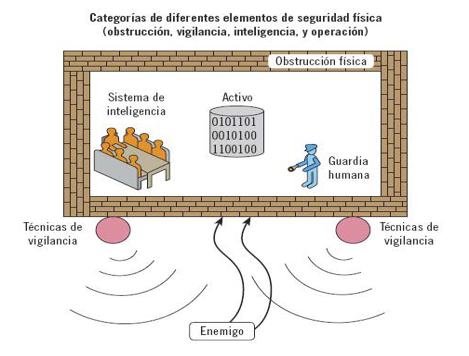 Categorías de diferentes elementos de seguridad física
(obstrucción, vigilancia, inteligencia, y operación)
Obstrucción física
Sistema de
inteligencia
Activo
0101101
0010100
1100100
Guardia
humana
Técnicas de
vigilancia
Técnicas de
vigilancia
Enemigo